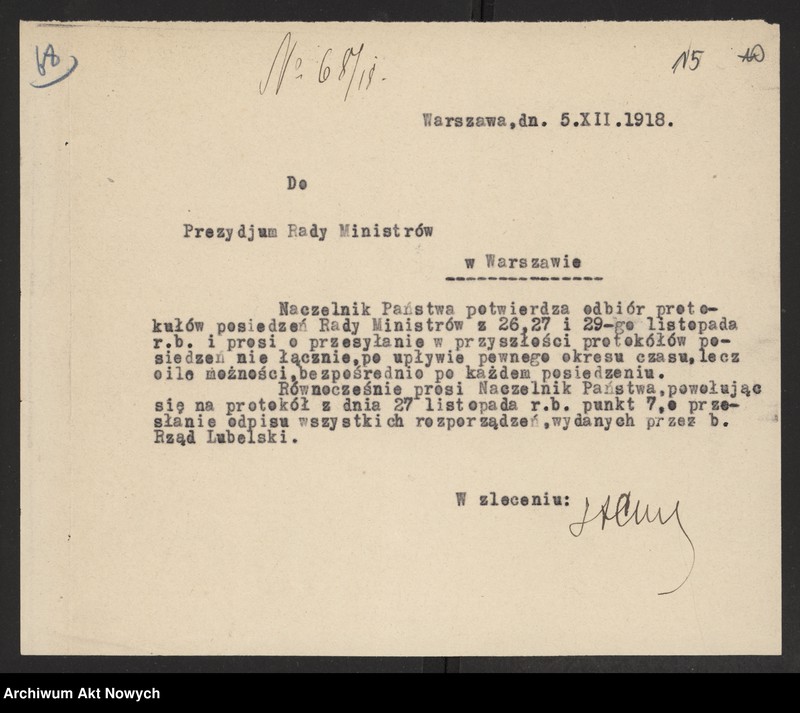 No 68/18.
15
Warszawa,dn. 5.XII.1918.
Do
Prezydjum Rady Ministrów
w Warszawie
Naczelnik Państwa potwierdza odbiór proto-
kułów posiedzeń Rady Ministrów z 26,27 i 29-go listopada
r.b. i prosi o przesyłanie w przyszłości protokółów po-
siedzeń nie łącznie,po upływie pewnego okresu czasu,lecz
oile możności,bezpośrednio po każdem posiedzeniu.
Równocześnie prosi Naczelnik Państwa,powołując
się na protokół z dnia 27 listopada r.b. punkt 7,o prze-
słanie odpisu wszystkich rozporządzeń,wydanych przez b.
Rząd Lubelski.
W zleceniu:
Archiwum Akt Nowych